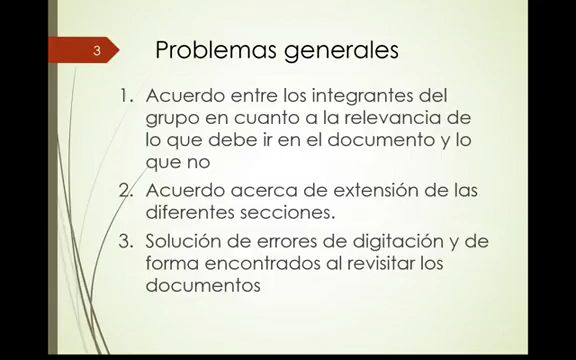 3
Problemas generales
1. Acuerdo entre los integrantes del
grupo en cuanto a la relevancia de
lo que debe ir en el documento y lo
que no
2. Acuerdo acerca de extensión de las
diferentes secciones.
3. Solución de errores de digitación y de
forma encontrados al revisitar los
documentos